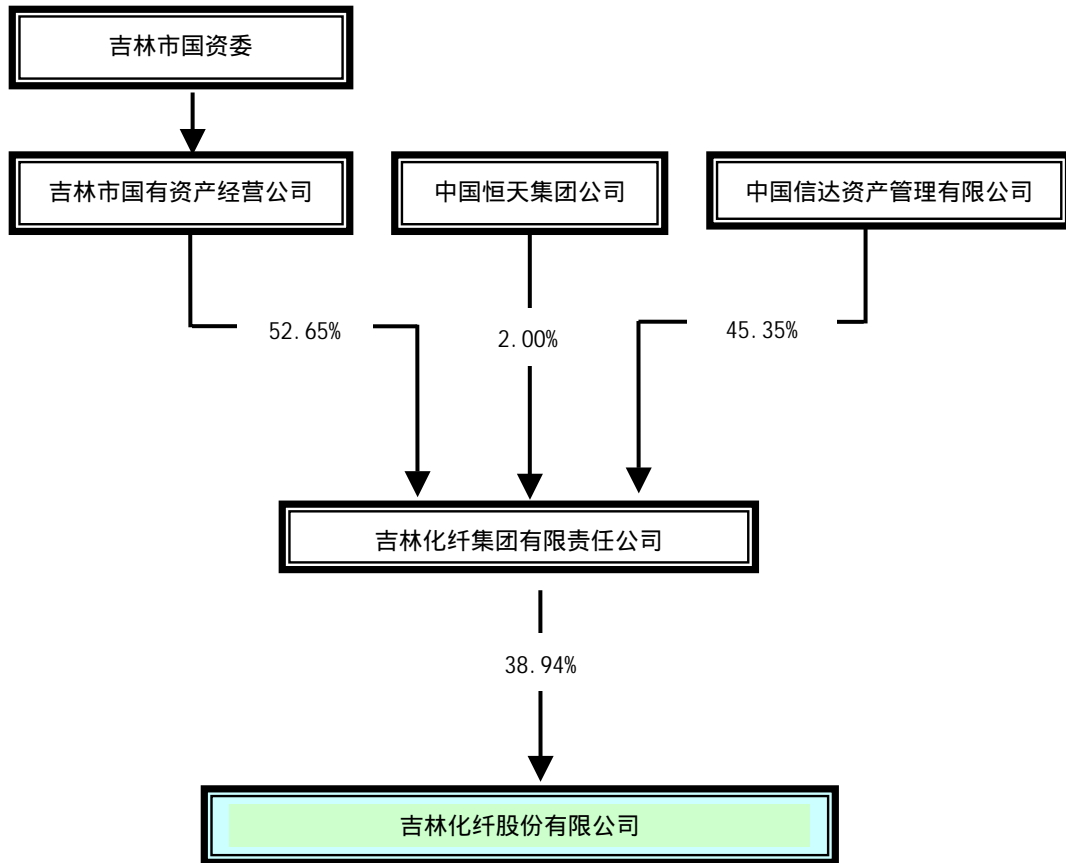 吉林市国资委
吉林市国有资产经营公司
中国恒天集团公司
中国信达资产管理有限公司
52.65%
2.00%
45.35%
吉林化纤集团有限责任公司
38.94%
吉林化纤股份有限公司